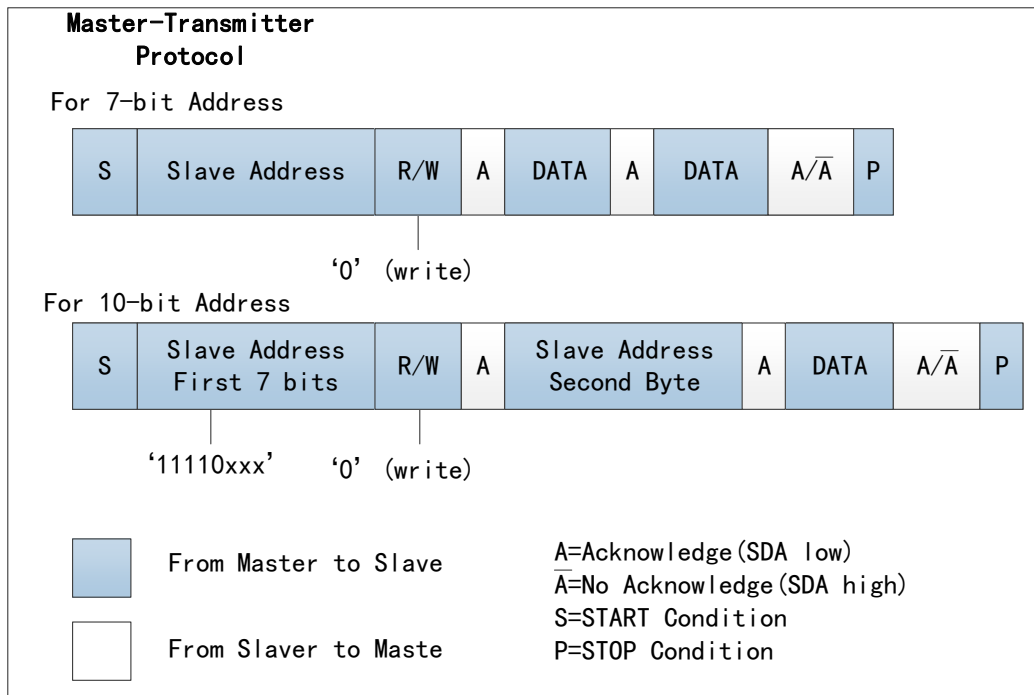 Master-Transmitter
Protocol
For 7-bit Address
S Slave Address R/W A DATA A DATA A/A̅ P
‘0’ (write)
For 10-bit Address
S Slave Address First 7 bits R/W A Slave Address Second Byte A DATA A/A̅ P
‘11110xxx’ ‘0’ (write)
From Master to Slave
From Slaver to Maste
A=Acknowledge(SDA low)
A̅=No Acknowledge(SDA high)
S=START Condition
P=STOP Condition